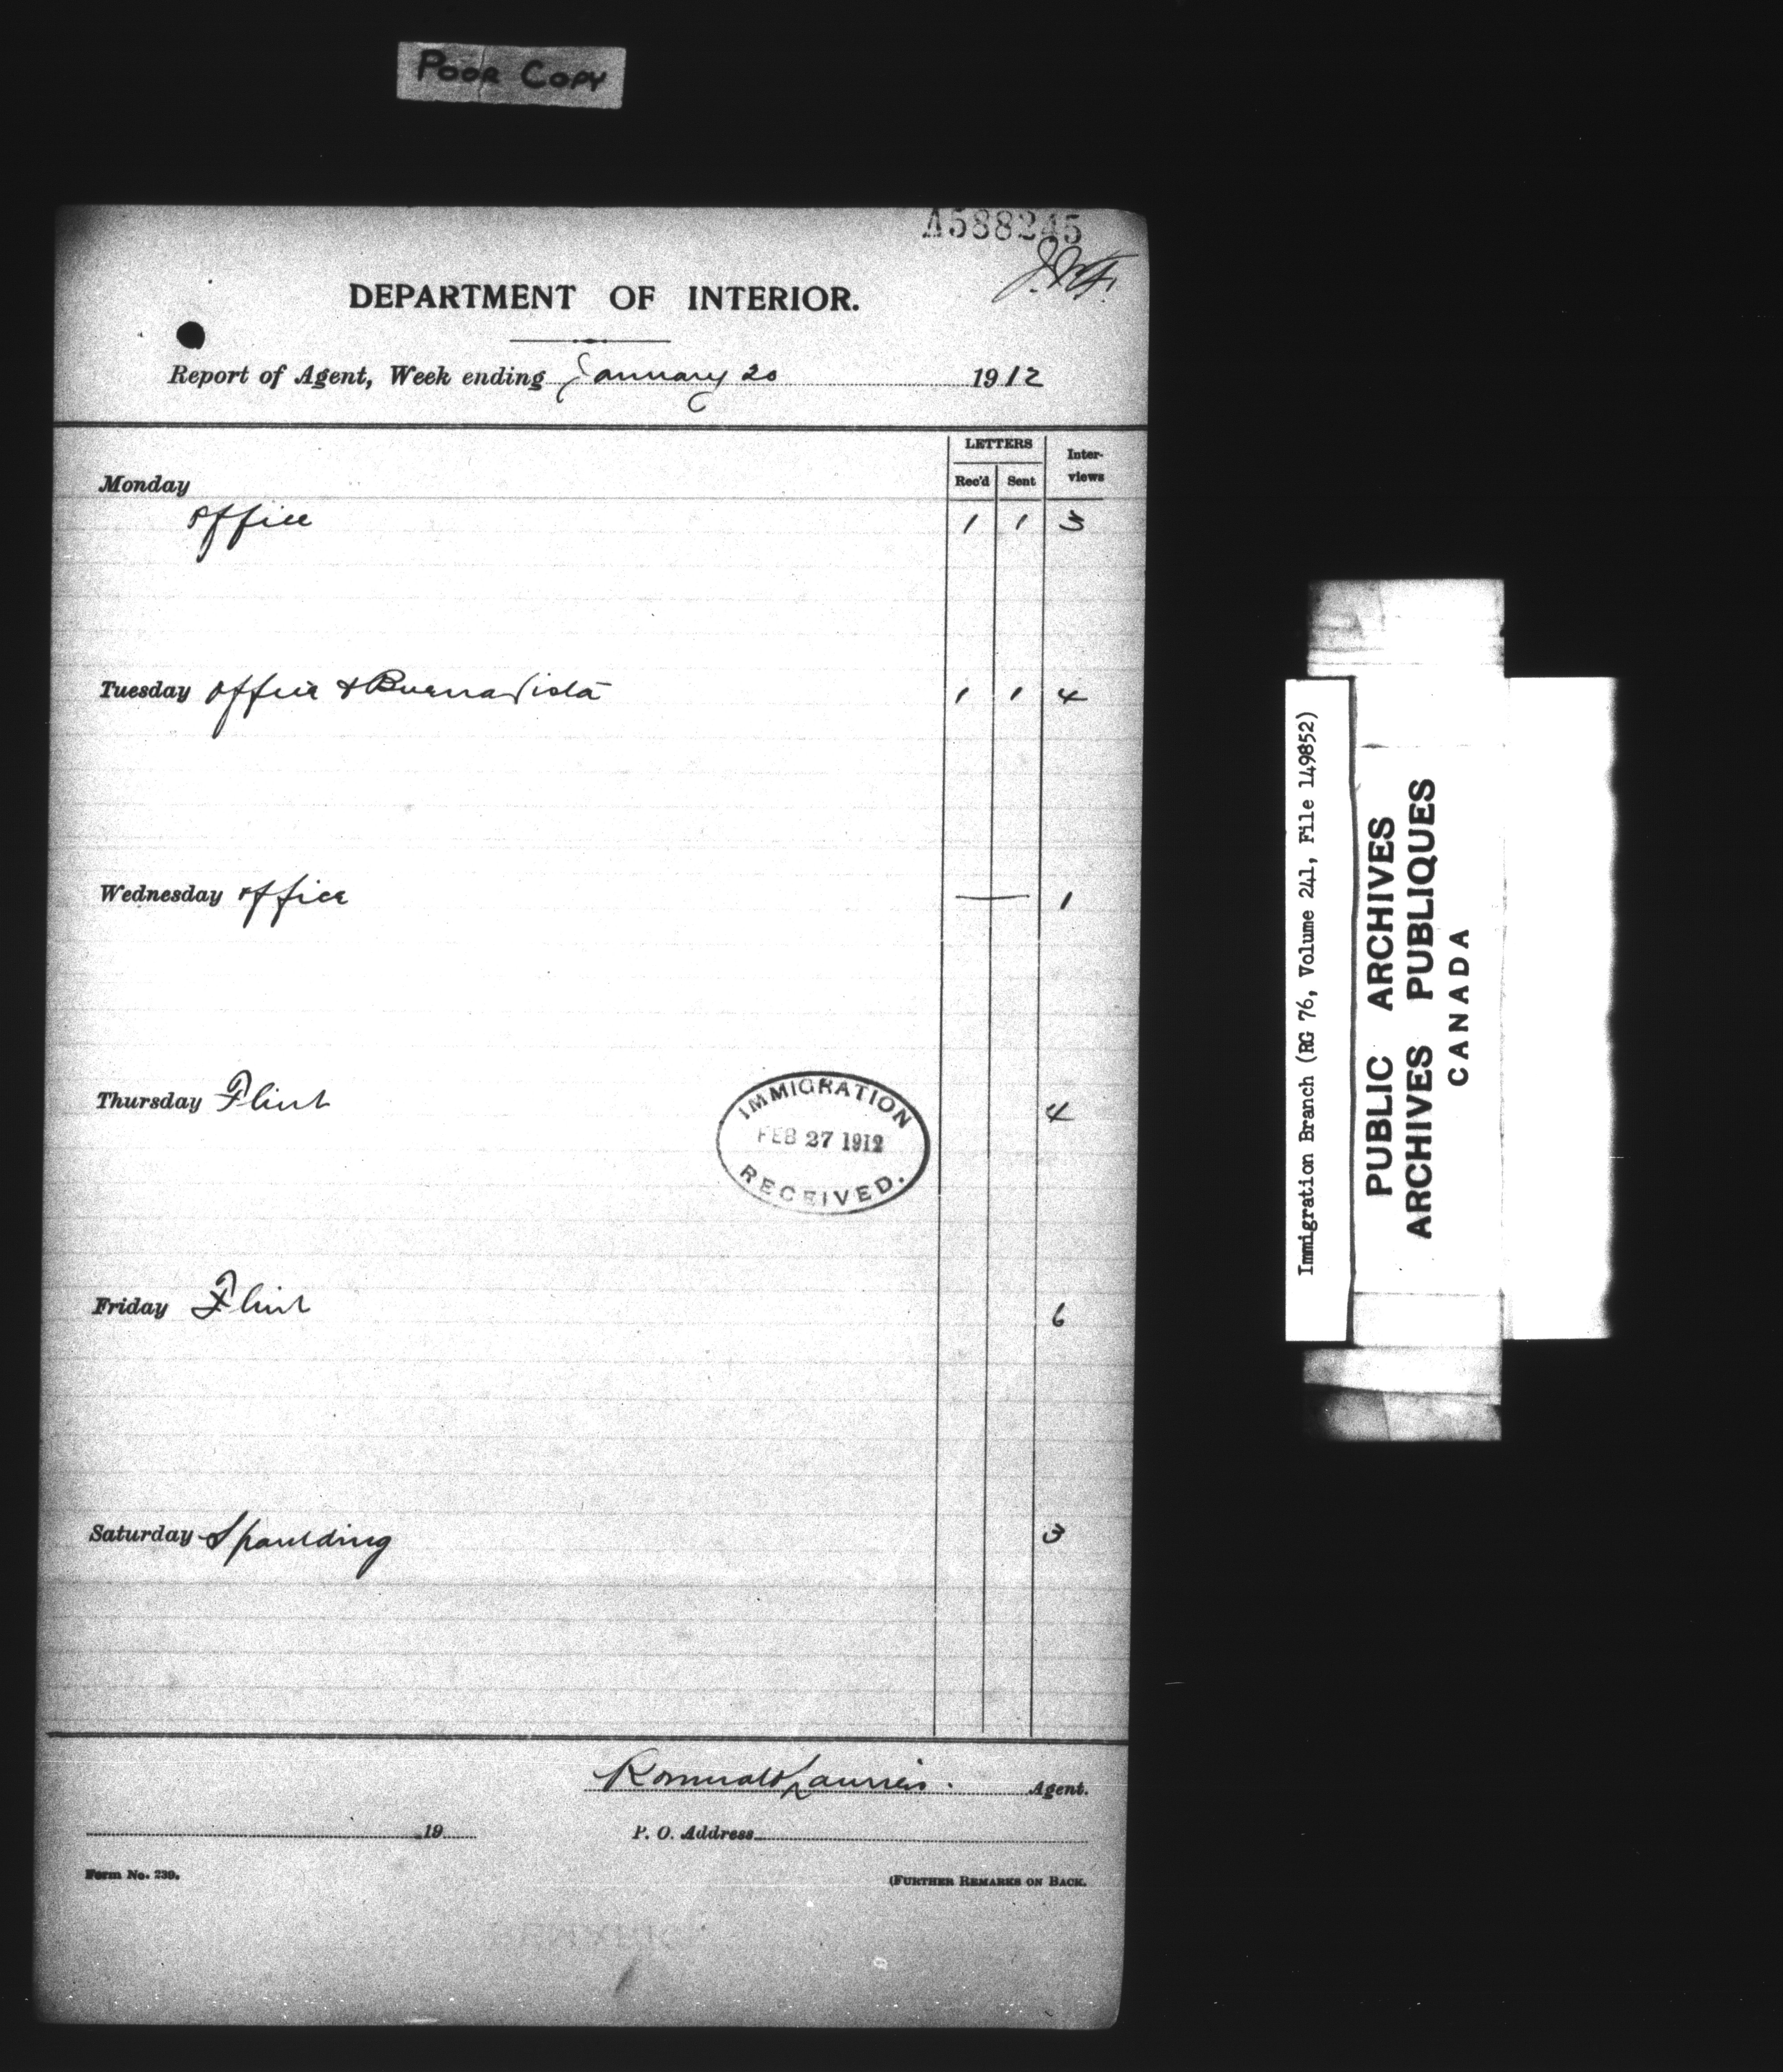 POOR COPY
A588245
DEPARTMENT OF INTERIOR.
Report of Agent, Week ending January 20 1912
LETTERS
Inter-views
Rec'd Sent
Monday
office 1 1 3
Tuesday office & Buena Vista 1 1 4
Wednesday office — 1
Thursday Flint 4
IMMIGRATION
FEB 27 1912
RECEIVED.
Friday Flint 6
Saturday Spaulding 3
Romuald Laurier. Agent.
19 P. O. Address
Form No. 239.
(FURTHER REMARKS ON BACK.
Immigration Branch (RG 76, Volume 241, File 149852)
PUBLIC ARCHIVES
ARCHIVES PUBLIQUES
CANADA